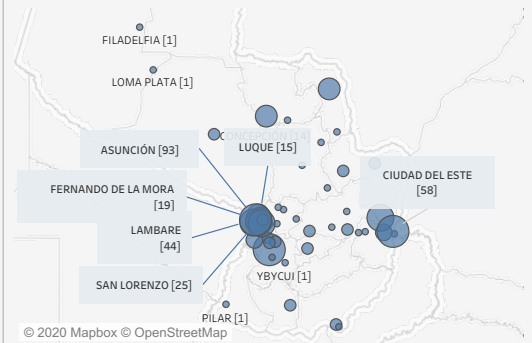 FILADELFIA [1]
LOMA PLATA [1]
CONCEPCIÓN [14]
ASUNCIÓN [93]
LUQUE [15]
CIUDAD DEL ESTE
[58]
FERNANDO DE LA MORA
[19]
LAMBARE
[44]
YBYCUI [1]
SAN LORENZO [25]
PILAR [1]
© 2020 Mapbox © OpenStreetMap